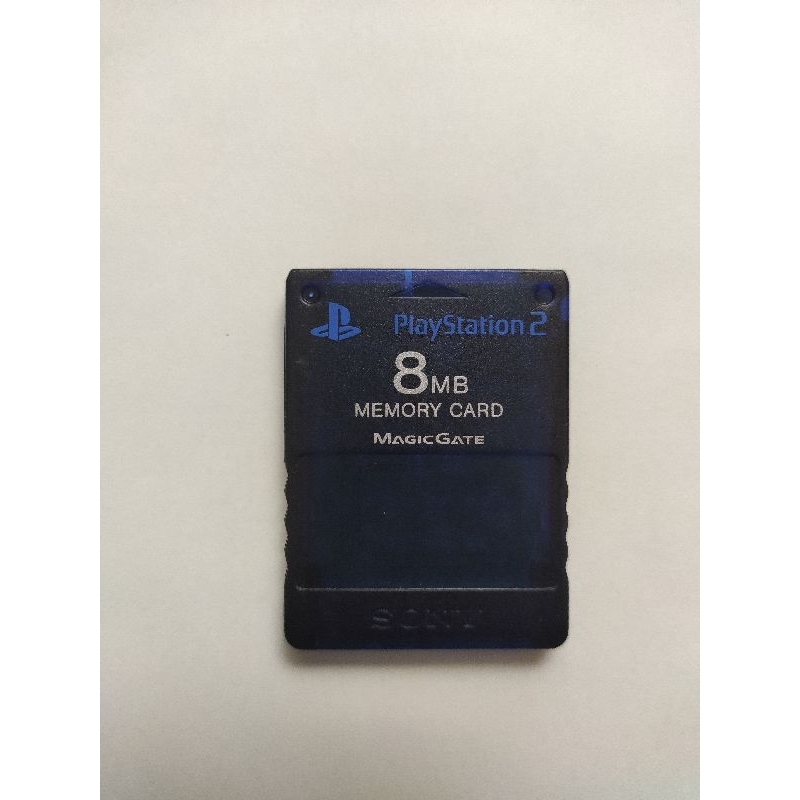 PlayStation 2
8MB
MEMORY CARD
MAGICGATE
SONY